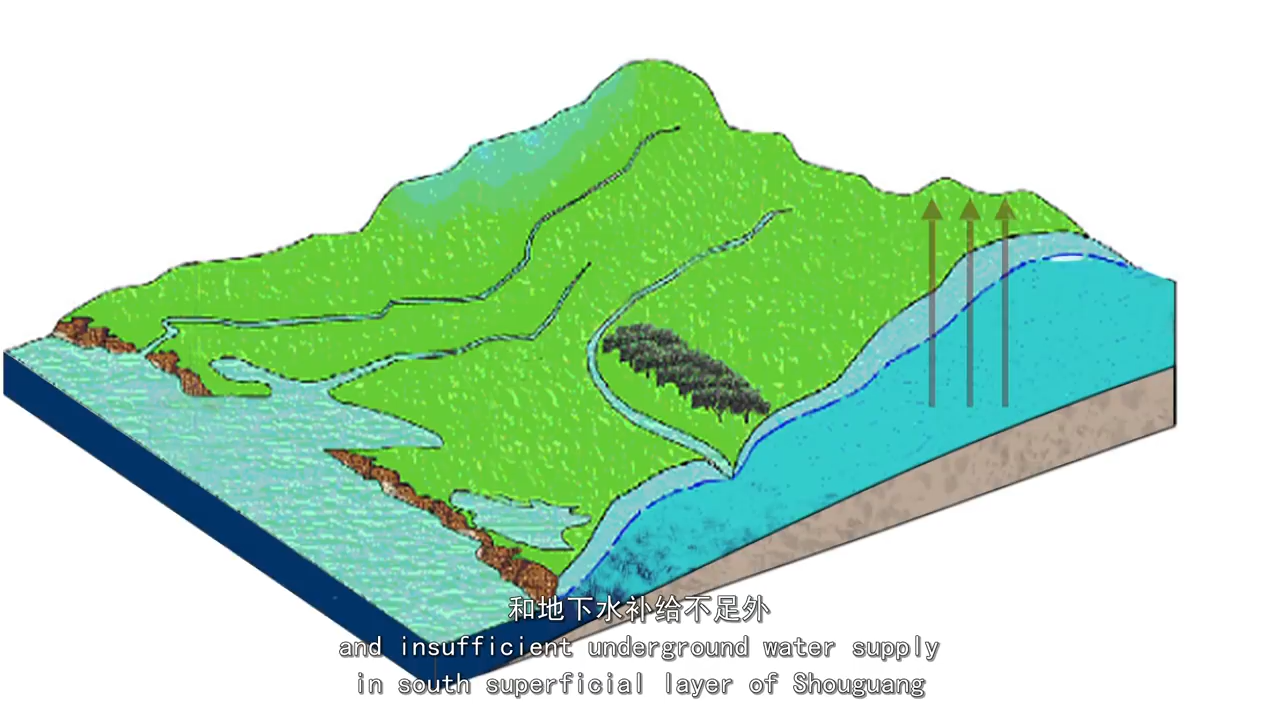 和地下水补给不足外
and insufficient underground water supply
in south superficial layer of Shouguang